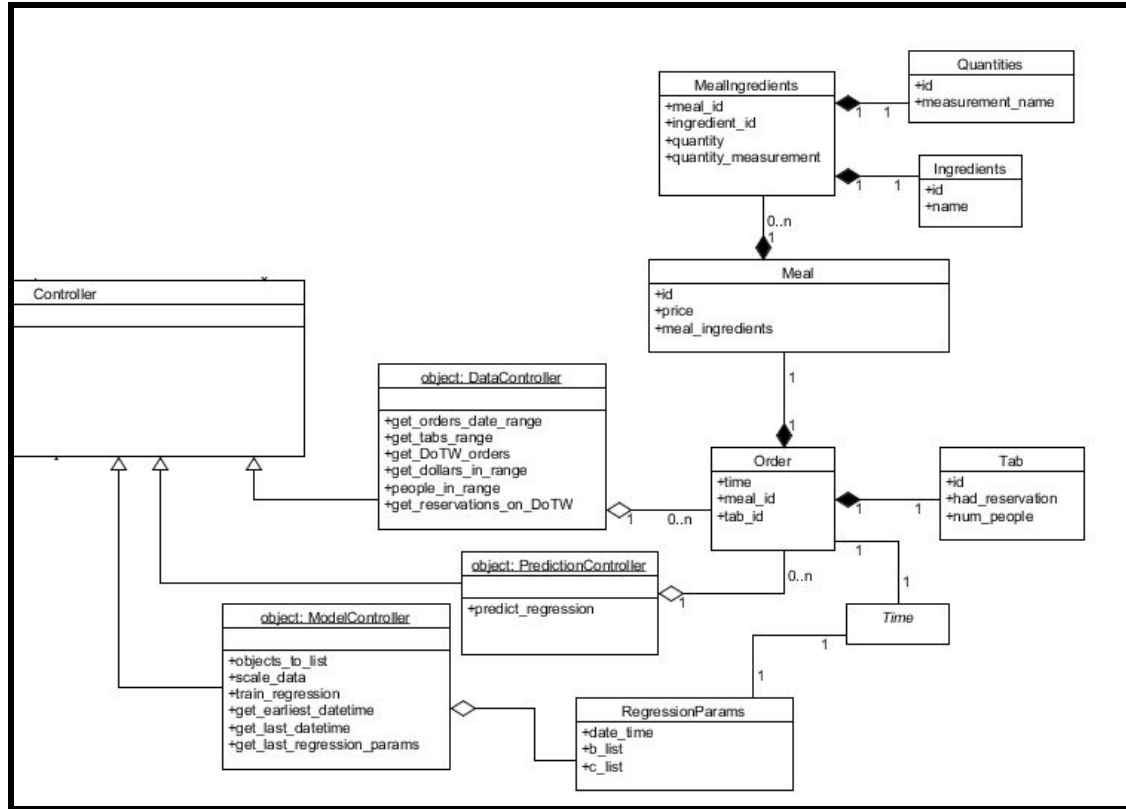 Quantities
+id
+measurement_name
MealIngredients
+meal_id
+ingredient_id
+quantity
+quantity_measurement
1
1
Ingredients
+id
+name
1
1
0..n
1
Meal
+id
+price
+meal_ingredients
Controller
object: DataController
+get_orders_date_range
+get_tabs_range
+get_DoTW_orders
+get_dollars_in_range
+people_in_range
+get_reservations_on_DoTW
1
1
Order
+time
+meal_id
+tab_id
Tab
+id
+had_reservation
+num_people
1
1
1
0..n
1
1
0..n
object: PredictionController
+predict_regression
1
Time
object: ModelController
+objects_to_list
+scale_data
+train_regression
+get_earliest_datetime
+get_last_datetime
+get_last_regression_params
1
1
RegressionParams
+date_time
+b_list
+c_list